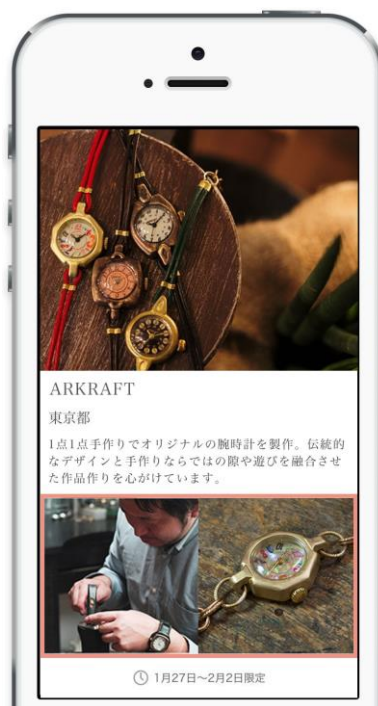 ARKRAFT
東京都
1点1点手作りでオリジナルの腕時計を製作。伝統的
なデザインと手作りならではの隙や遊びを融合させ
た作品作りを心がけています。
1月27日〜2月2日限定